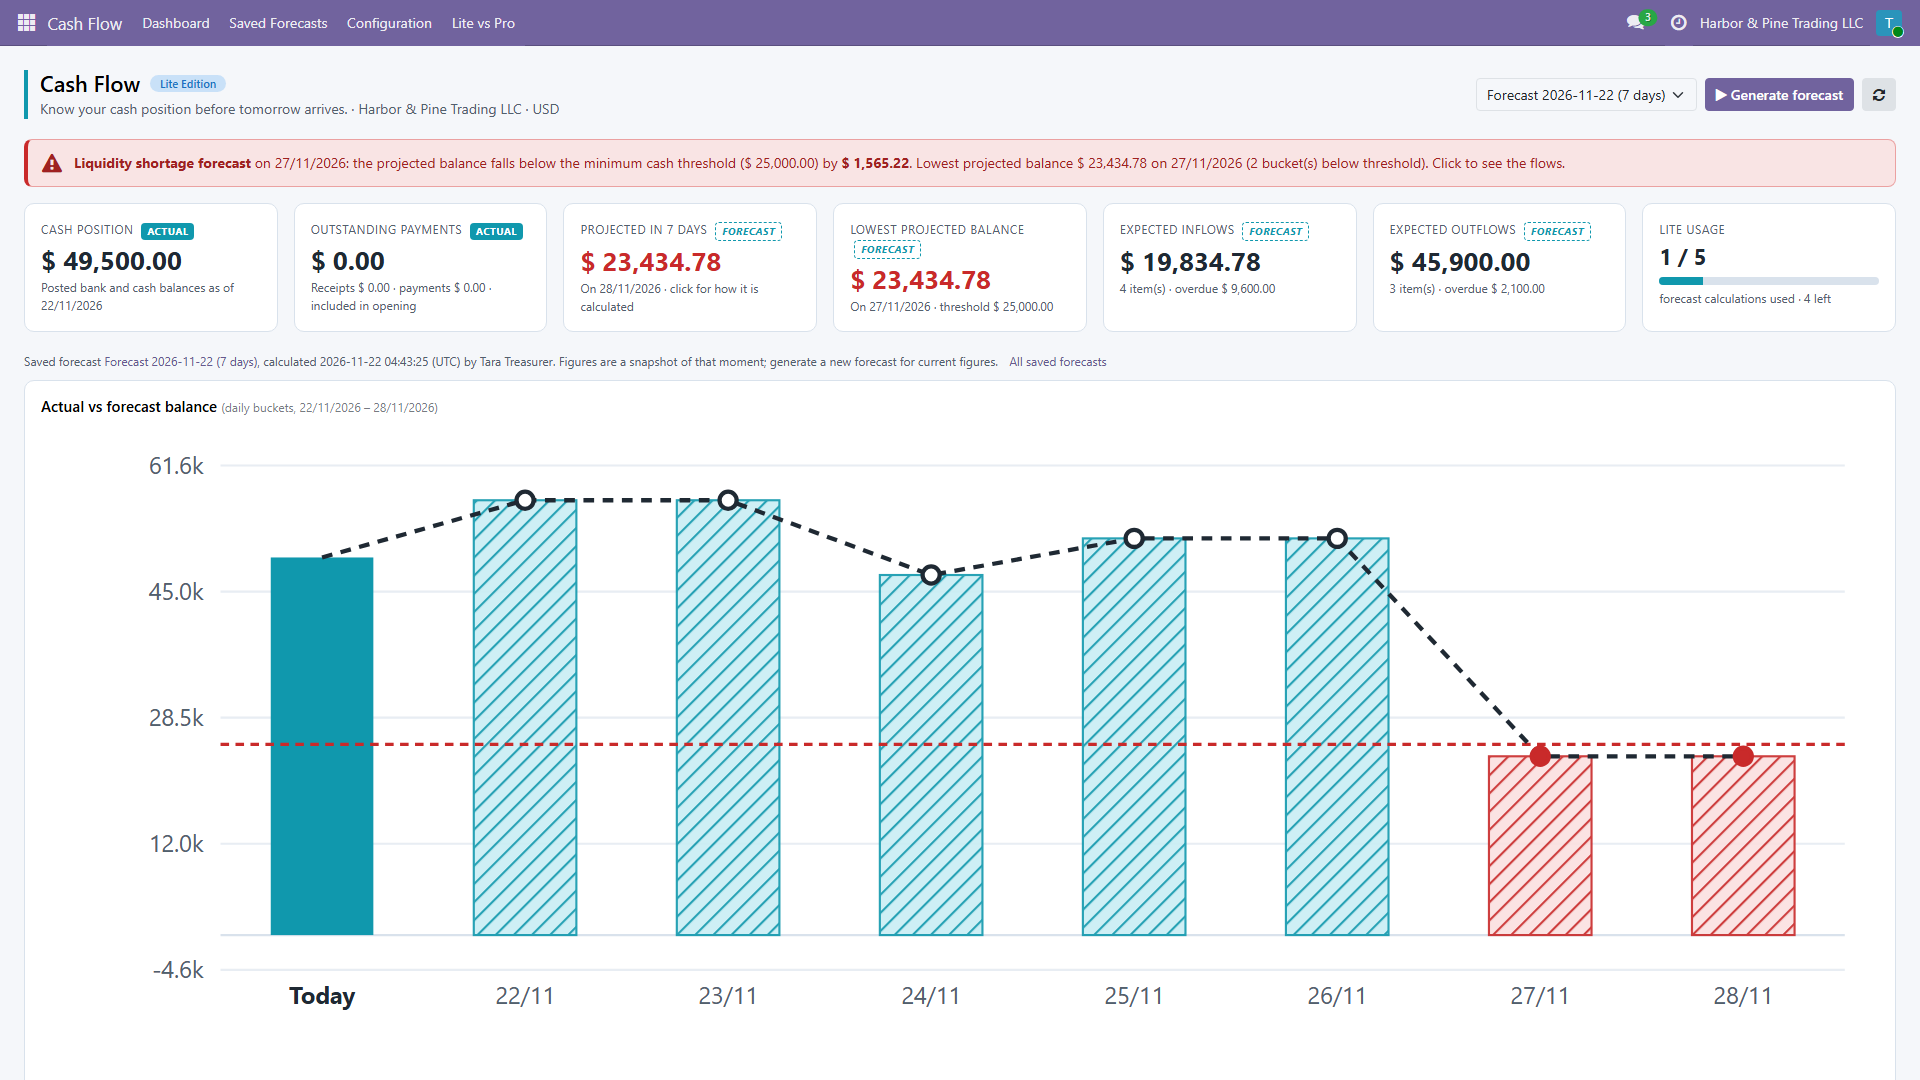 Cash Flow Dashboard Saved Forecasts Configuration Lite vs Pro 3 Harbor & Pine Trading LLC T
Cash Flow Lite Edition
Know your cash position before tomorrow arrives. · Harbor & Pine Trading LLC · USD
Forecast 2026-11-22 (7 days) Generate forecast
Liquidity shortage forecast on 27/11/2026: the projected balance falls below the minimum cash threshold ($ 25,000.00) by $ 1,565.22. Lowest projected balance $ 23,434.78 on 27/11/2026 (2 bucket(s) below threshold). Click to see the flows.
CASH POSITION ACTUAL
$ 49,500.00
Posted bank and cash balances as of
22/11/2026
OUTSTANDING PAYMENTS ACTUAL
$ 0.00
Receipts $ 0.00 · payments $ 0.00 ·
included in opening
PROJECTED IN 7 DAYS FORECAST
$ 23,434.78
On 28/11/2026 · click for how it is
calculated
LOWEST PROJECTED BALANCE
FORECAST
$ 23,434.78
On 27/11/2026 · threshold $ 25,000.00
EXPECTED INFLOWS FORECAST
$ 19,834.78
4 item(s) · overdue $ 9,600.00
EXPECTED OUTFLOWS FORECAST
$ 45,900.00
3 item(s) · overdue $ 2,100.00
LITE USAGE
1 / 5
forecast calculations used · 4 left
Saved forecast Forecast 2026-11-22 (7 days), calculated 2026-11-22 04:43:25 (UTC) by Tara Treasurer. Figures are a snapshot of that moment; generate a new forecast for current figures. All saved forecasts
Actual vs forecast balance (daily buckets, 22/11/2026 – 28/11/2026)
61.6k
45.0k
28.5k
12.0k
-4.6k
Today 22/11 23/11 24/11 25/11 26/11 27/11 28/11